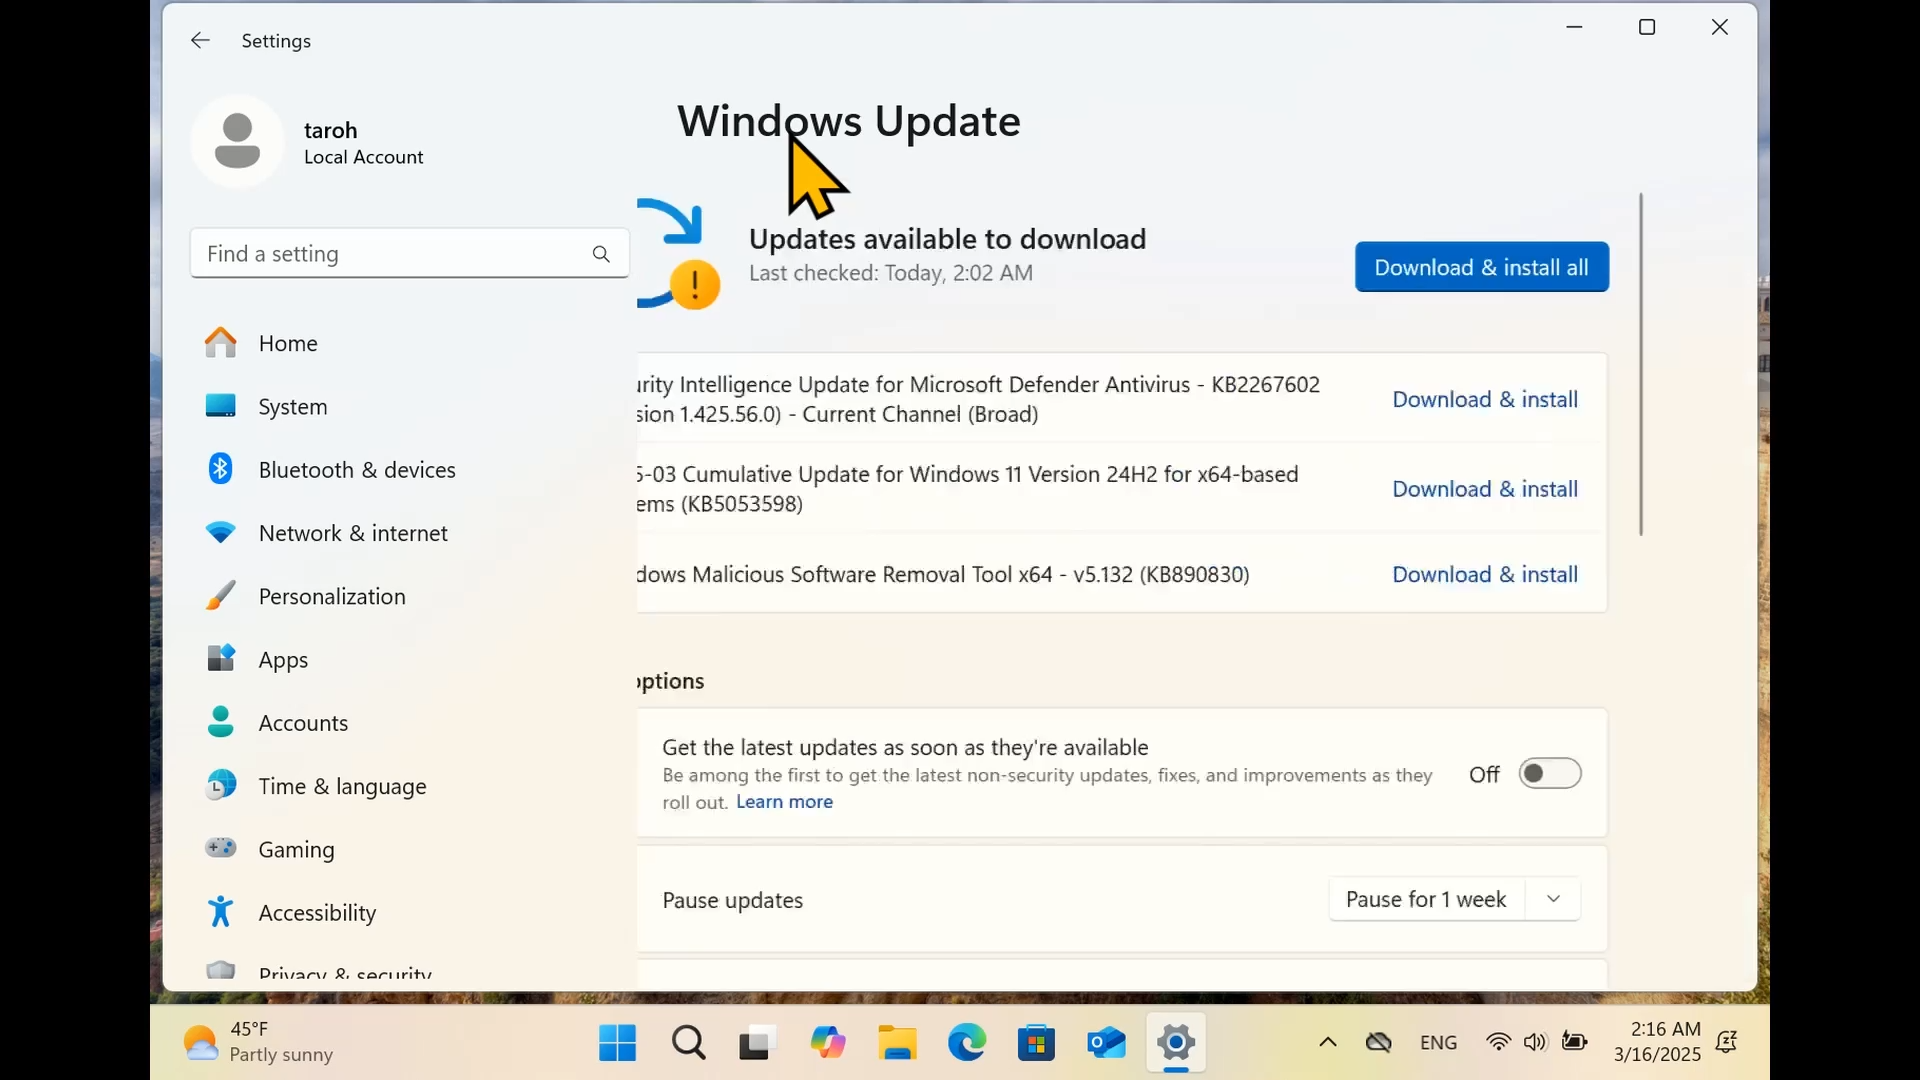 Settings
taroh
Local Account
Find a setting
Home
System
Bluetooth & devices
Network & internet
Personalization
Apps
Accounts
Time & language
Gaming
Accessibility
Privacy & security
Windows Update
Updates available to download
Last checked: Today, 2:02 AM
Download & install all
urity Intelligence Update for Microsoft Defender Antivirus - KB2267602
sion 1.425.56.0) - Current Channel (Broad)
Download & install
5-03 Cumulative Update for Windows 11 Version 24H2 for x64-based
ems (KB5053598)
Download & install
dows Malicious Software Removal Tool x64 - v5.132 (KB890830)
Download & install
options
Get the latest updates as soon as they're available
Be among the first to get the latest non-security updates, fixes, and improvements as they
roll out. Learn more
Off
Pause updates
Pause for 1 week
45°F
Partly sunny
ENG
2:16 AM
3/16/2025